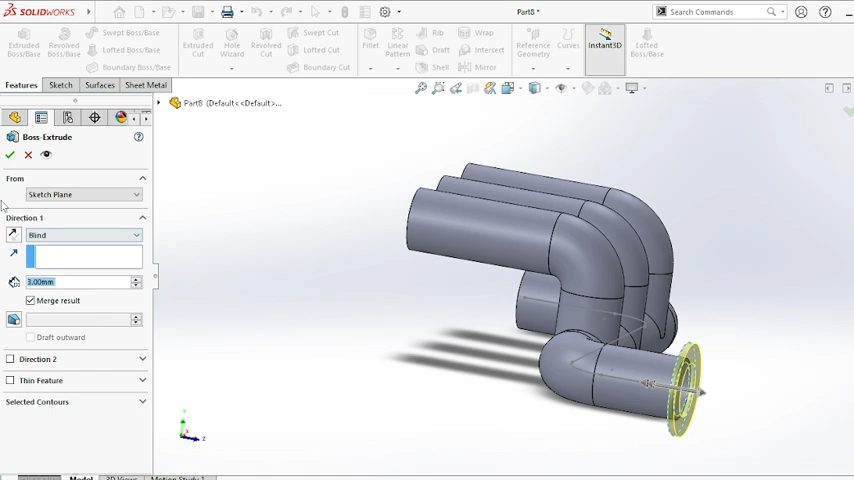 SOLIDWORKS
Part8 *
Search Commands
Extruded Boss/Base
Revolved Boss/Base
Swept Boss/Base
Lofted Boss/Base
Boundary Boss/Base
Extruded Cut
Hole Wizard
Revolved Cut
Swept Cut
Lofted Cut
Boundary Cut
Fillet
Linear Pattern
Rib
Draft
Shell
Wrap
Intersect
Mirror
Reference Geometry
Curves
Instant3D
Lofted Boss/Base
Features
Sketch
Surfaces
Sheet Metal
Part8 (Default<<Default>...
Boss-Extrude
From
Sketch Plane
Direction 1
Blind
D1
3.00mm
Merge result
Draft outward
Direction 2
Thin Feature
Selected Contours
Y
X
Z
Model
3D Views
Motion Study 1